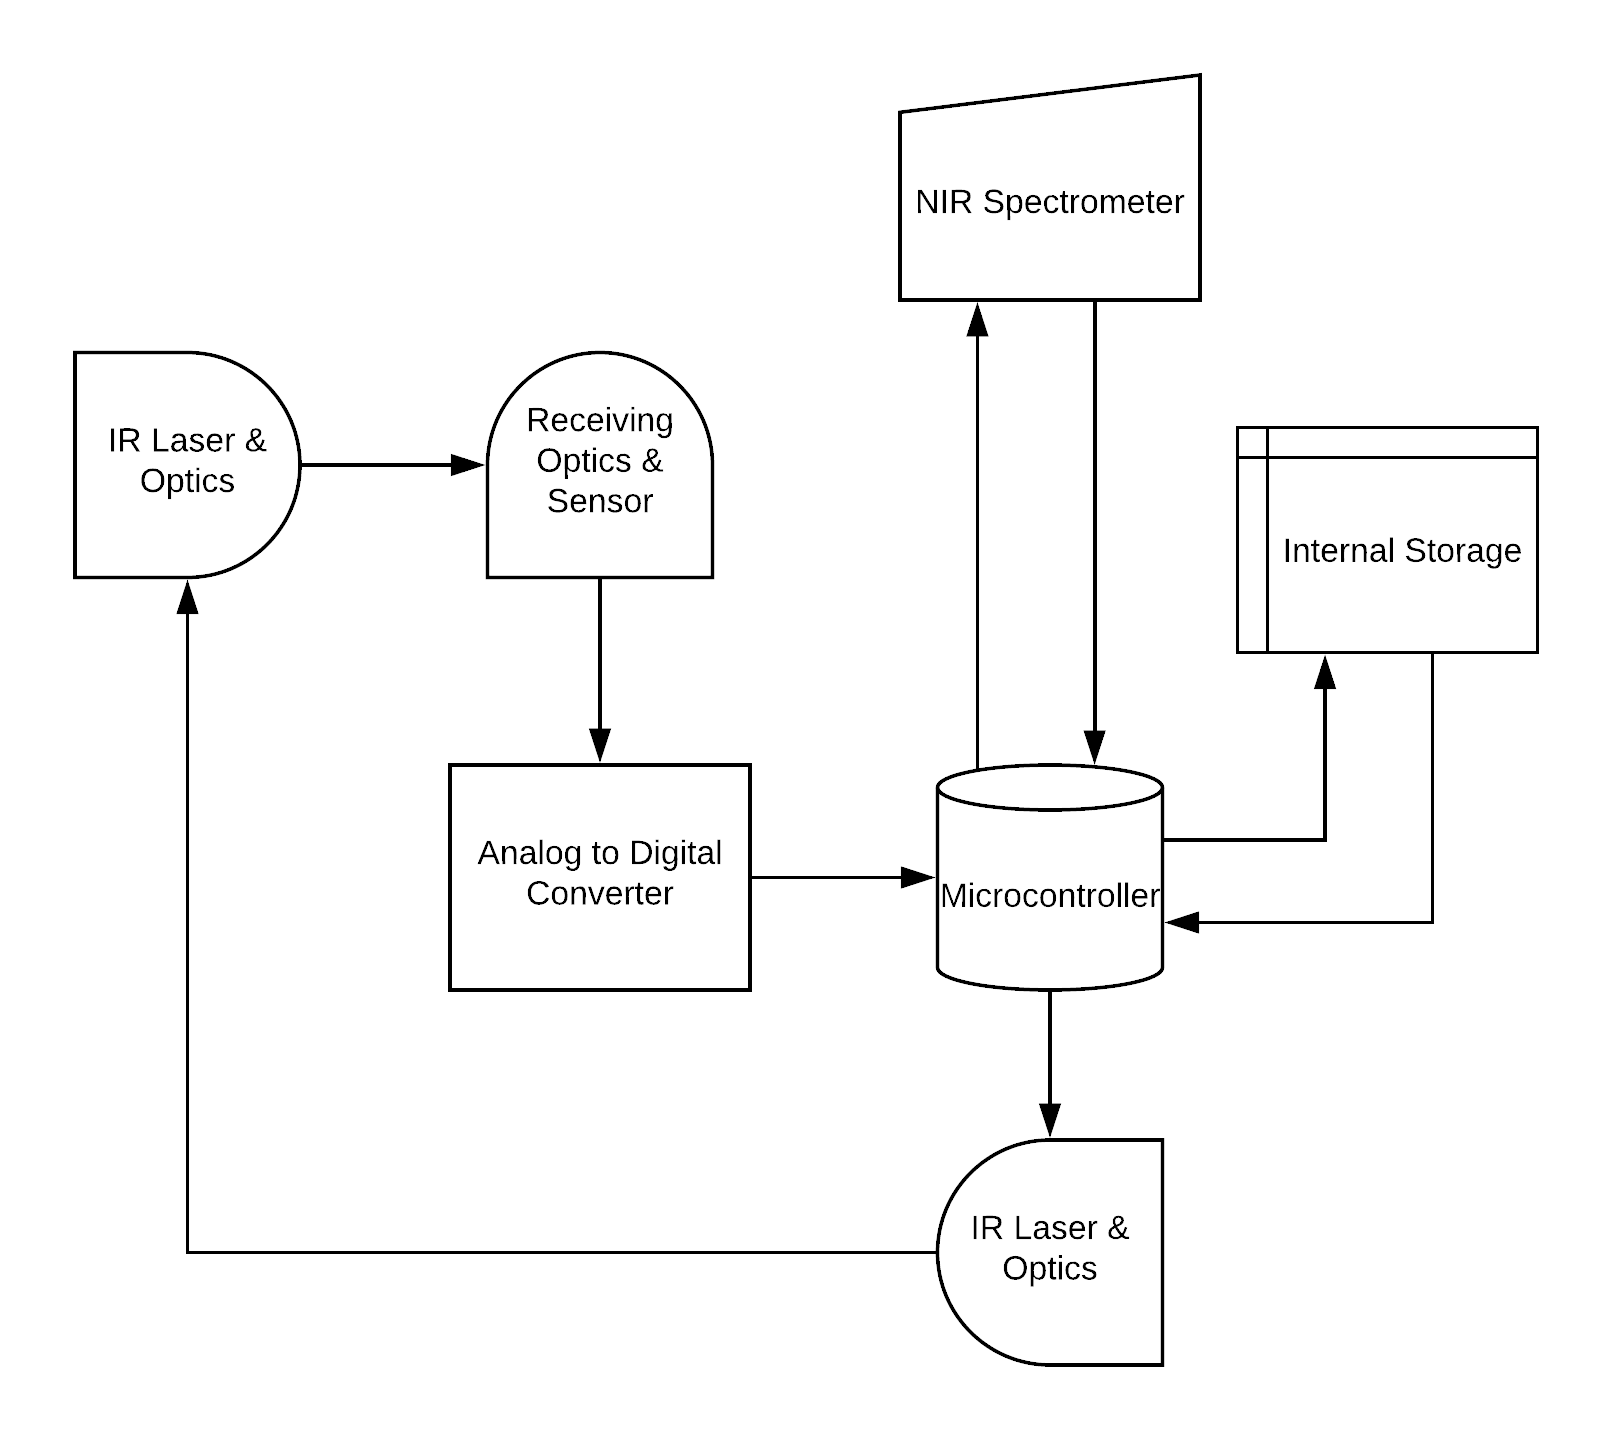 NIR Spectrometer
IR Laser &
Optics
Receiving
Optics &
Sensor
Internal Storage
Analog to Digital
Converter
Microcontroller
IR Laser &
Optics